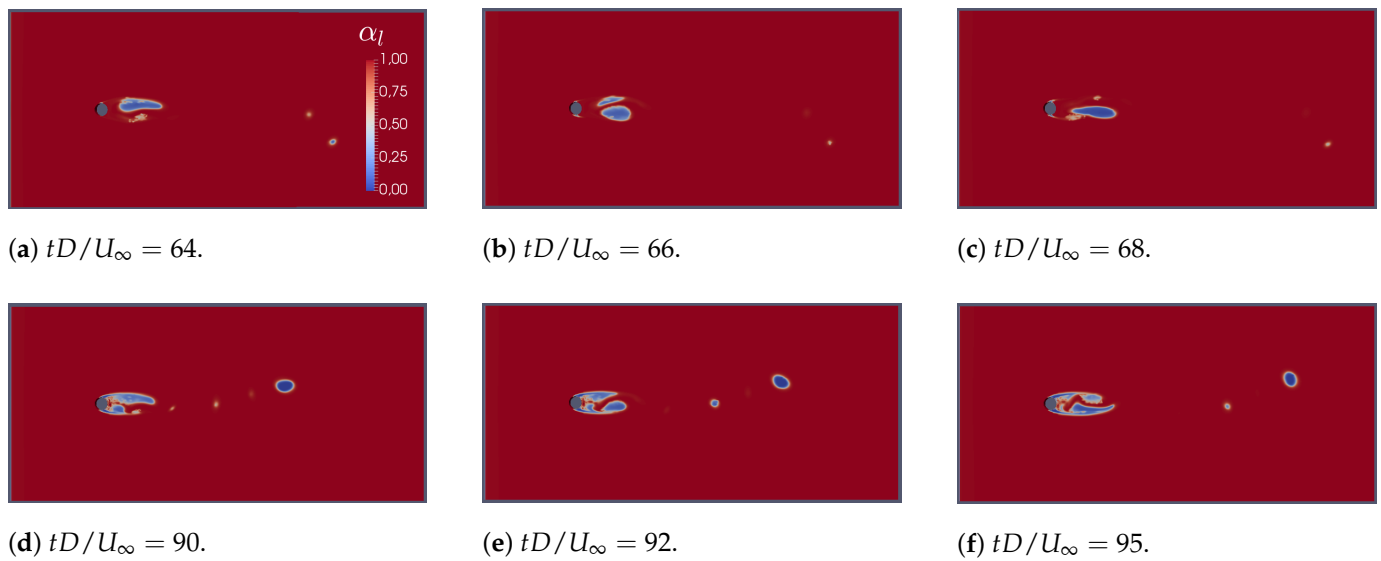 α_l
1,00
0,75
0,50
0,25
0,00
(a) tD/U∞ = 64.
(b) tD/U∞ = 66.
(c) tD/U∞ = 68.
(d) tD/U∞ = 90.
(e) tD/U∞ = 92.
(f) tD/U∞ = 95.